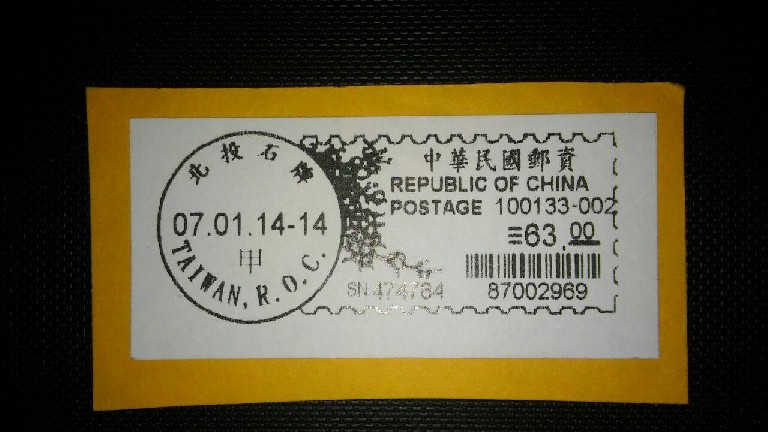 北投石牌
07.01.14-14
甲
TAIWAN, R.O.C.
中華民國郵資
REPUBLIC OF CHINA
POSTAGE 100133-002
≡63.00
SN 474784
87002969